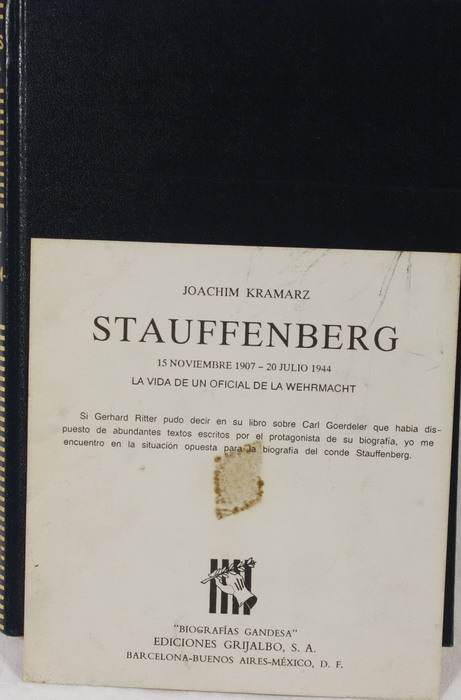 JOACHIM KRAMARZ
STAUFFENBERG
15 NOVIEMBRE 1907 – 20 JULIO 1944
LA VIDA DE UN OFICIAL DE LA WEHRMACHT
Si Gerhard Ritter pudo decir en su libro sobre Carl Goerdeler que había dis-
puesto de abundantes textos escritos por el protagonista de su biografía, yo me
encuentro en la situación opuesta para la biografía del conde Stauffenberg.
"BIOGRAFÍAS GANDESA"
EDICIONES GRIJALBO, S. A.
BARCELONA-BUENOS AIRES-MÉXICO, D. F.